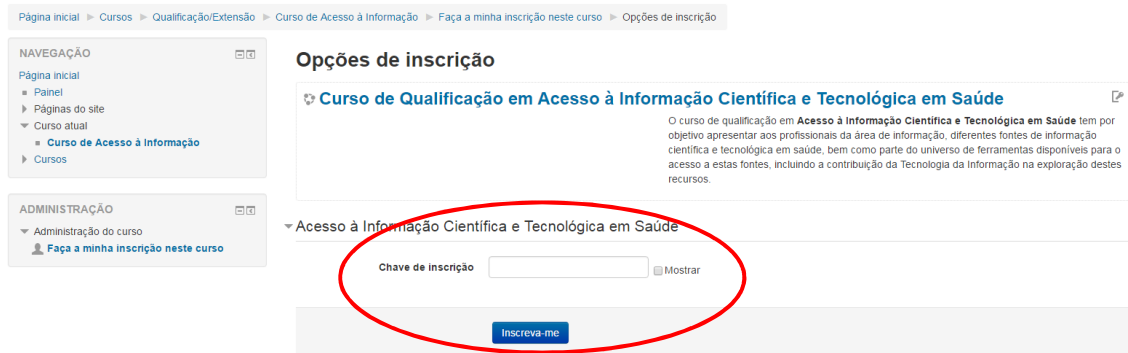 Página inicial ▶ Cursos ▶ Qualificação/Extensão ▶ Curso de Acesso à Informação ▶ Faça a minha inscrição neste curso ▶ Opções de inscrição
NAVEGAÇÃO
Página inicial
Painel
Páginas do site
Curso atual
Curso de Acesso à Informação
Cursos
ADMINISTRAÇÃO
Administração do curso
Faça a minha inscrição neste curso
Opções de inscrição
Curso de Qualificação em Acesso à Informação Científica e Tecnológica em Saúde
O curso de qualificação em Acesso à Informação Científica e Tecnológica em Saúde tem por
objetivo apresentar aos profissionais da área de informação, diferentes fontes de informação
científica e tecnológica em saúde, bem como parte do universo de ferramentas disponíveis para o
acesso a estas fontes, incluindo a contribuição da Tecnologia da Informação na exploração destes
recursos.
Acesso à Informação Científica e Tecnológica em Saúde
Chave de inscrição
Mostrar
Inscreva-me